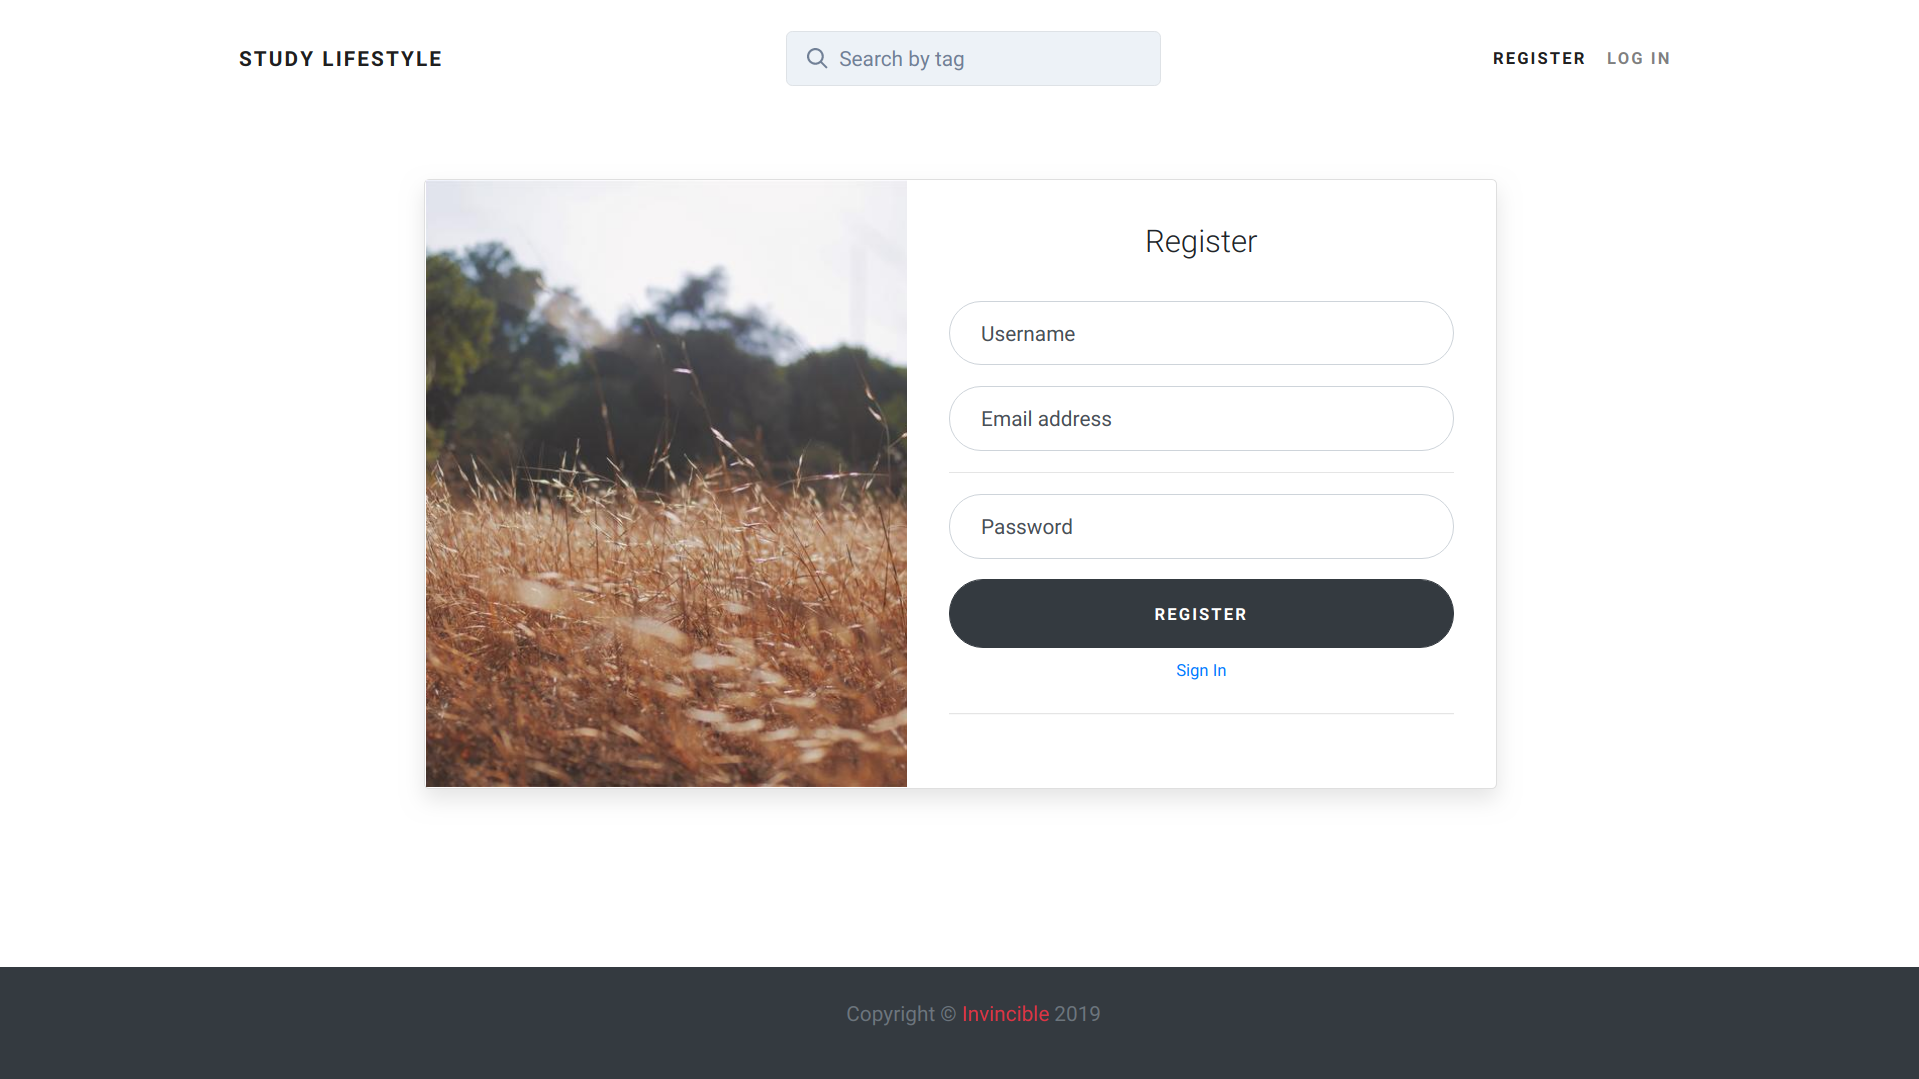 STUDY LIFESTYLE
Search by tag
REGISTER LOG IN
Register
Username
Email address
Password
REGISTER
Sign In
Copyright © Invincible 2019